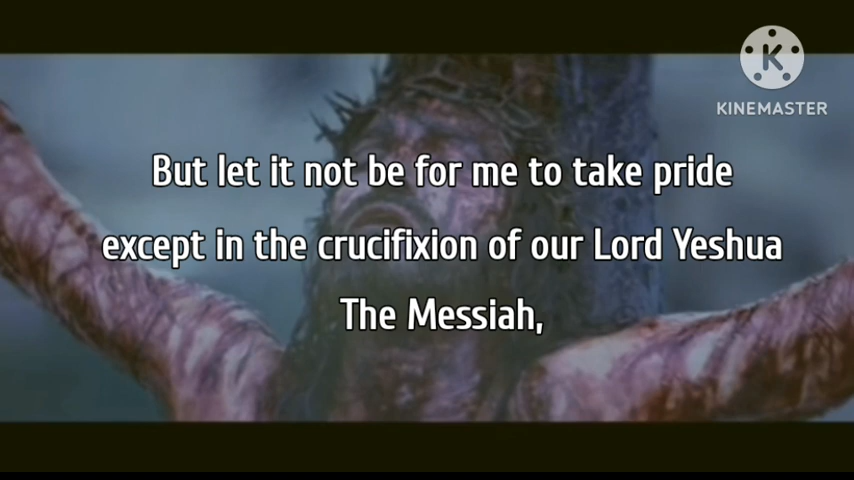 KINEMASTER
But let it not be for me to take pride
except in the crucifixion of our Lord Yeshua
The Messiah,